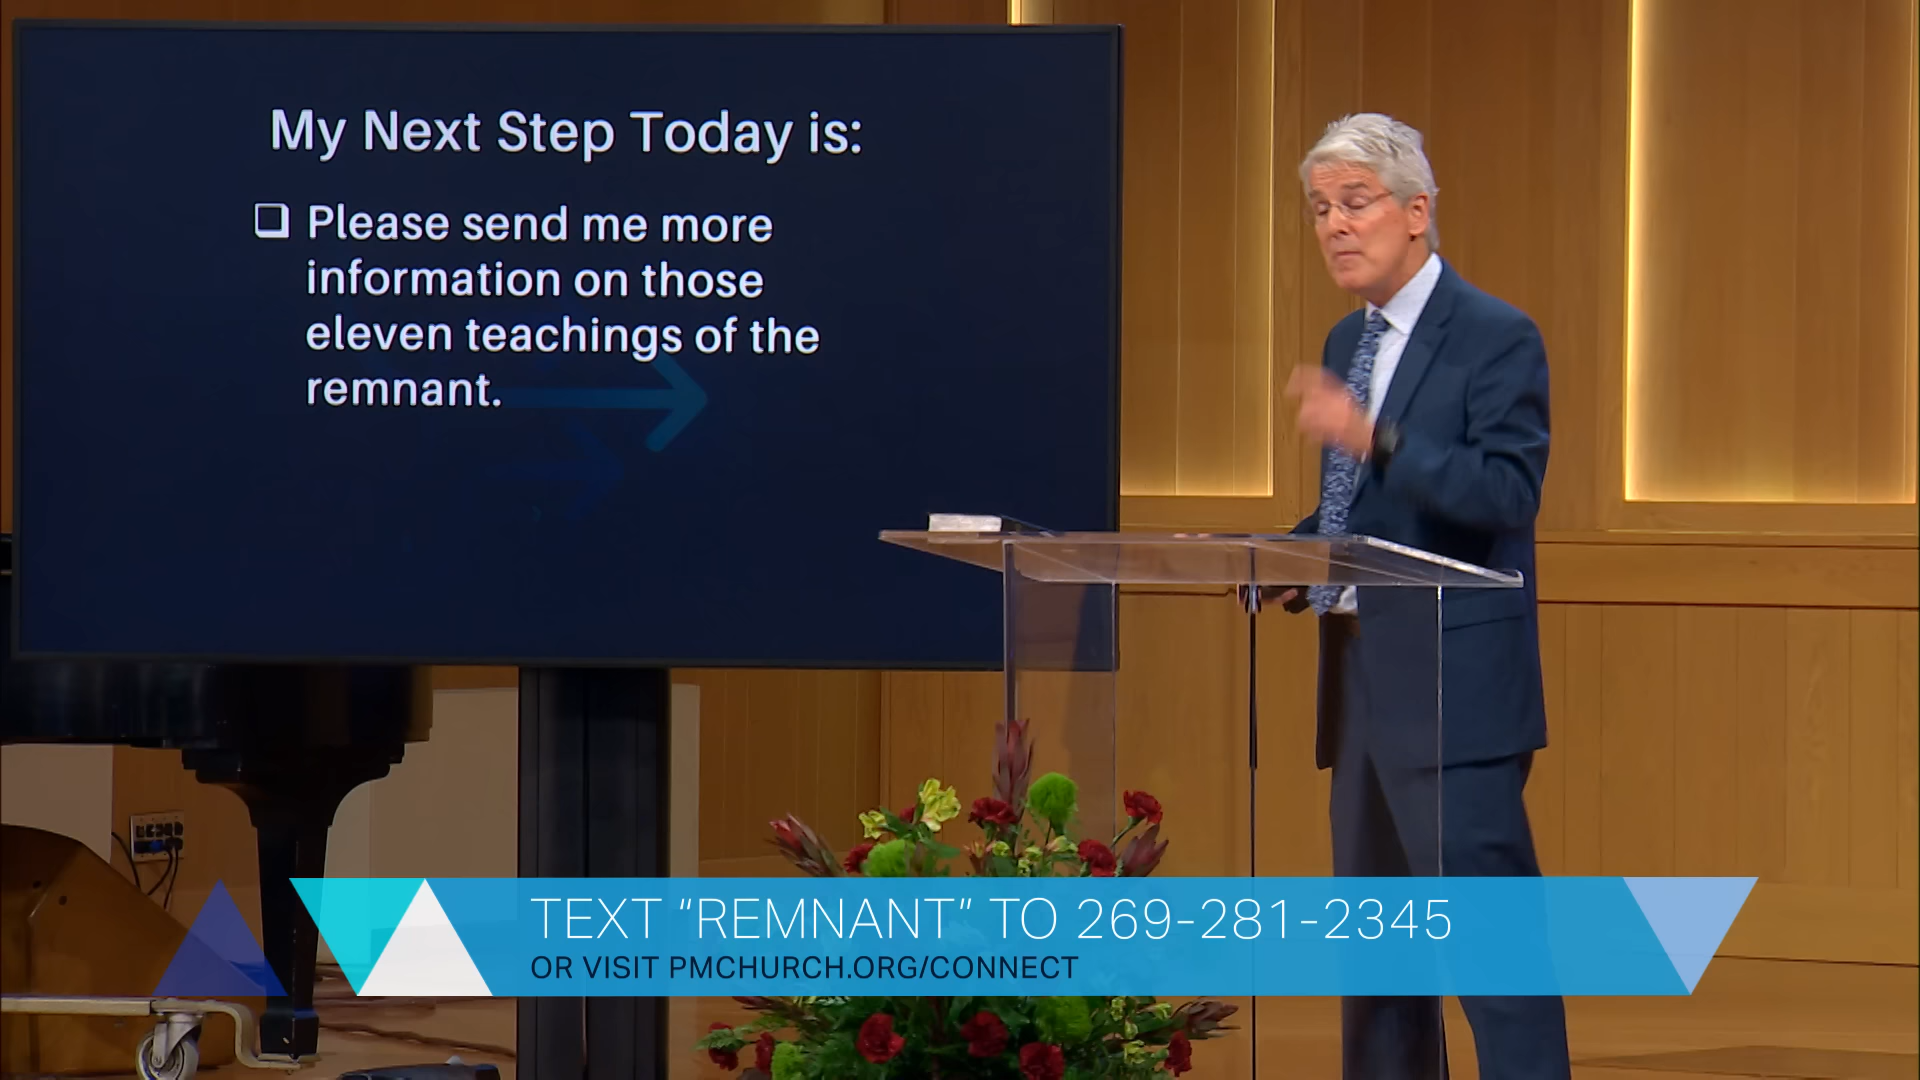 My Next Step Today is:
❑ Please send me more
information on those
eleven teachings of the
remnant.
TEXT “REMNANT” TO 269-281-2345
OR VISIT PMCHURCH.ORG/CONNECT